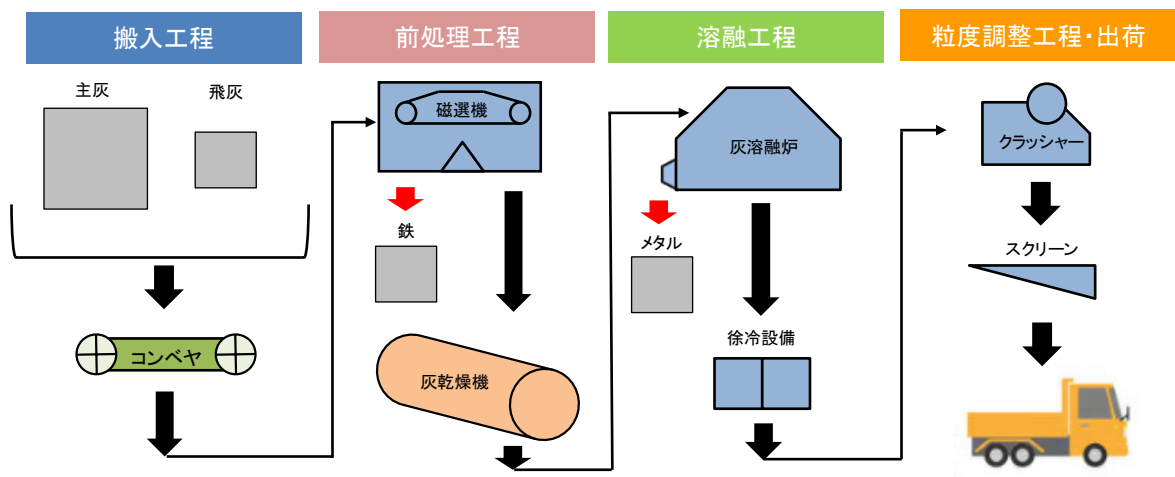 搬入工程
前処理工程
溶融工程
粒度調整工程・出荷
主灰
飛灰
コンベヤ
磁選機
鉄
灰乾燥機
灰溶融炉
メタル
徐冷設備
クラッシャー
スクリーン